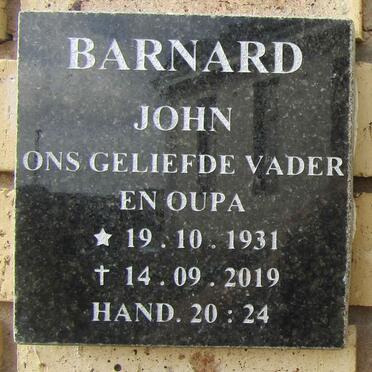 BARNARD
JOHN
ONS GELIEFDE VADER
EN OUPA
★ 19 . 10 . 1931
✝ 14 . 09 . 2019
HAND. 20 : 24